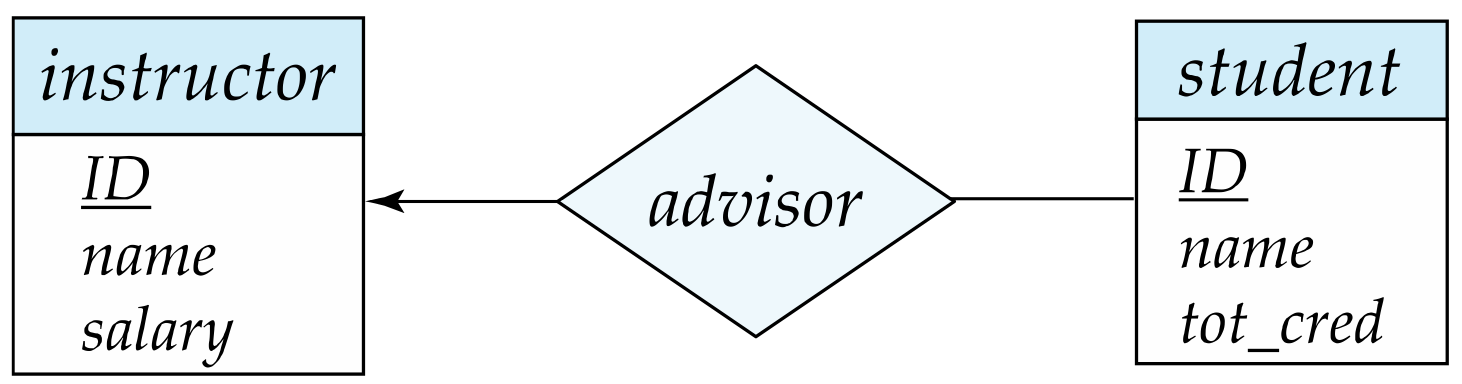 instructor
ID
name
salary
advisor
student
ID
name
tot_cred